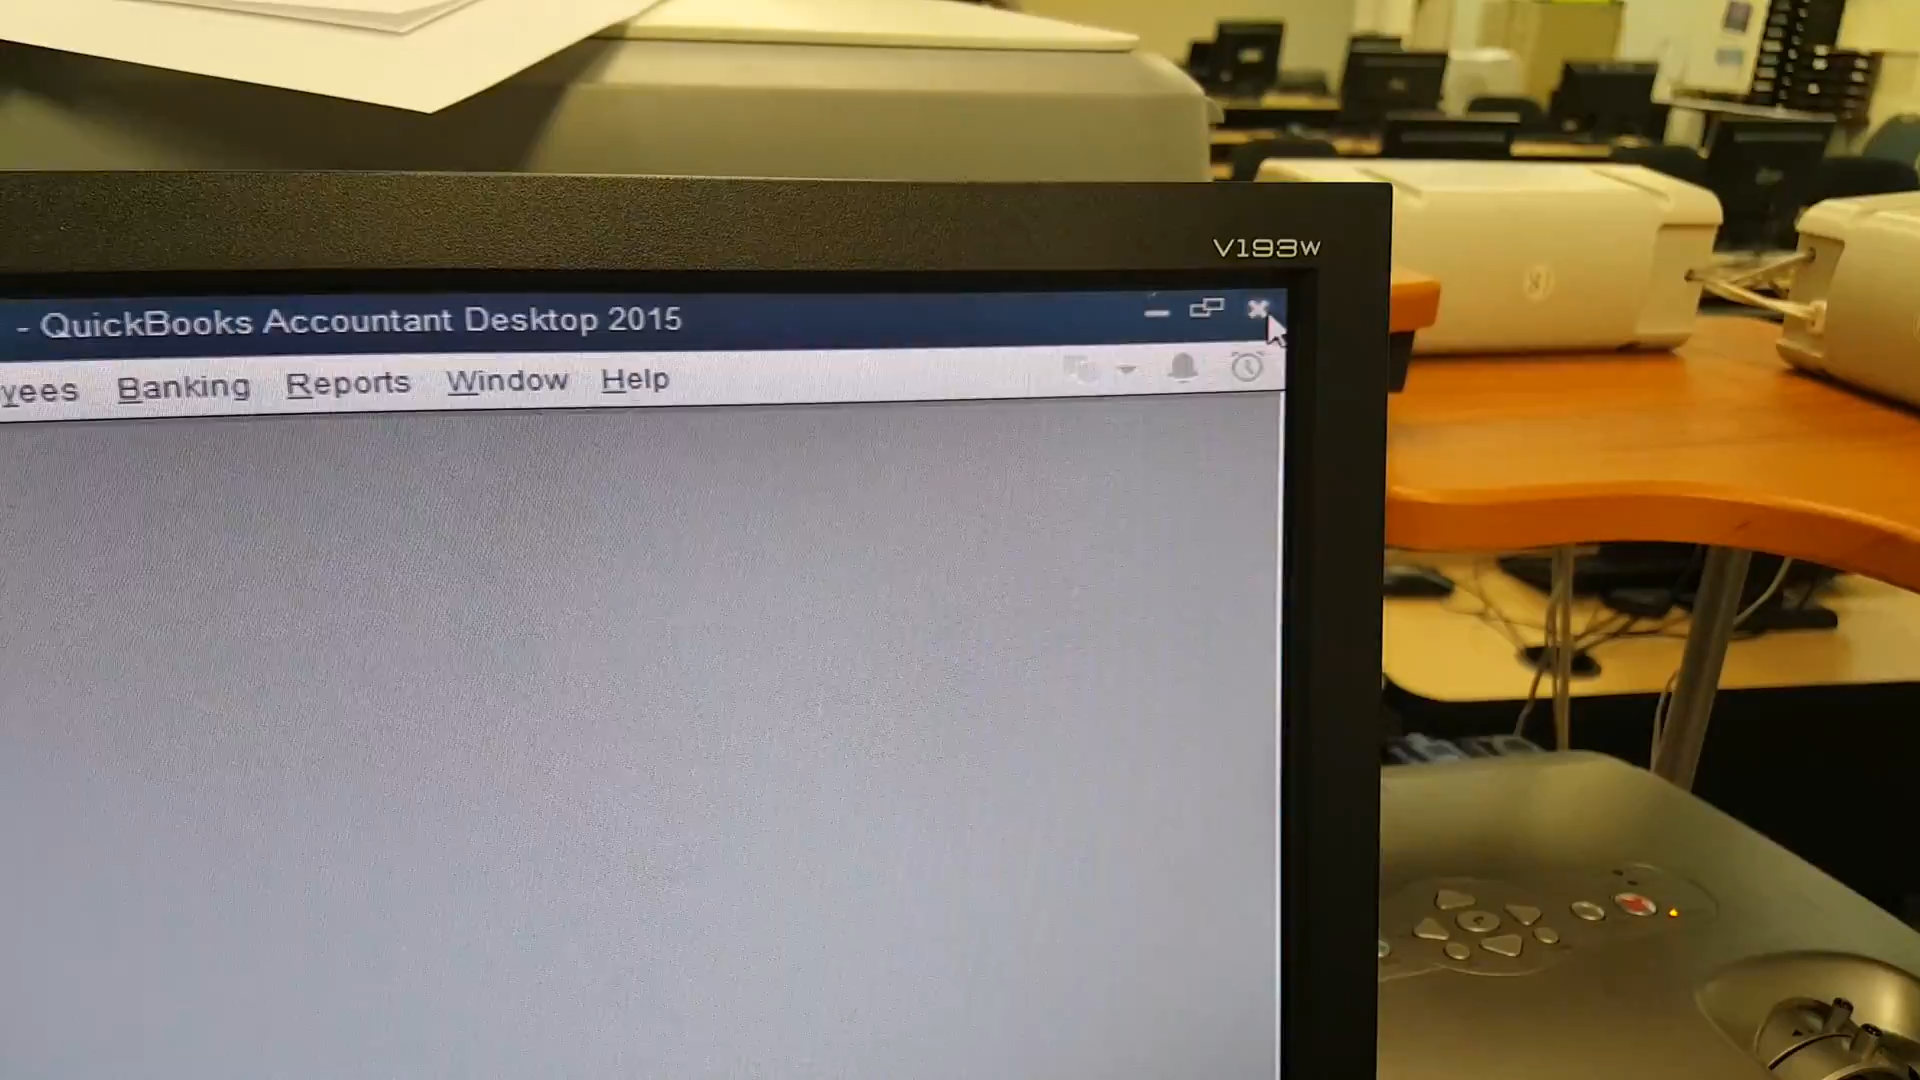 V193W
- QuickBooks Accountant Desktop 2015
yees Banking Reports Window Help